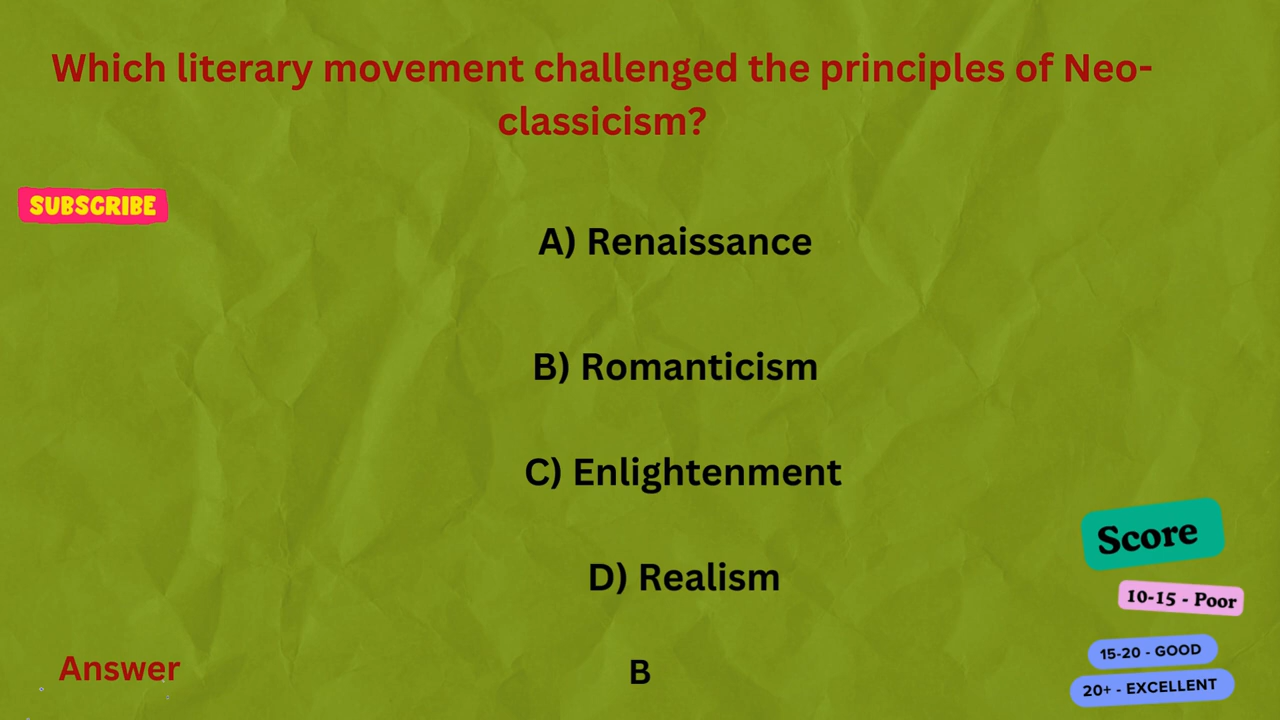 Which literary movement challenged the principles of Neo-
classicism?
SUBSCRIBE
A) Renaissance
B) Romanticism
C) Enlightenment
D) Realism
Score
10-15 - Poor
15-20 - GOOD
20+ - EXCELLENT
Answer
B